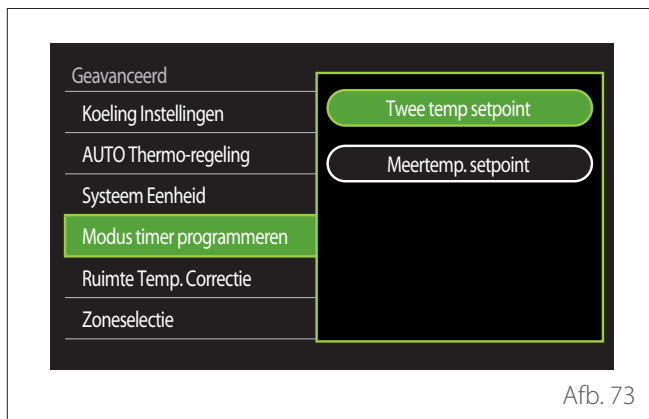 Geavanceerd
Koeling Instellingen
AUTO Thermo-regeling
Systeem Eenheid
Modus timer programmeren
Ruimte Temp. Correctie
Zoneselectie
Twee temp setpoint
Meertemp. setpoint
Afb. 73